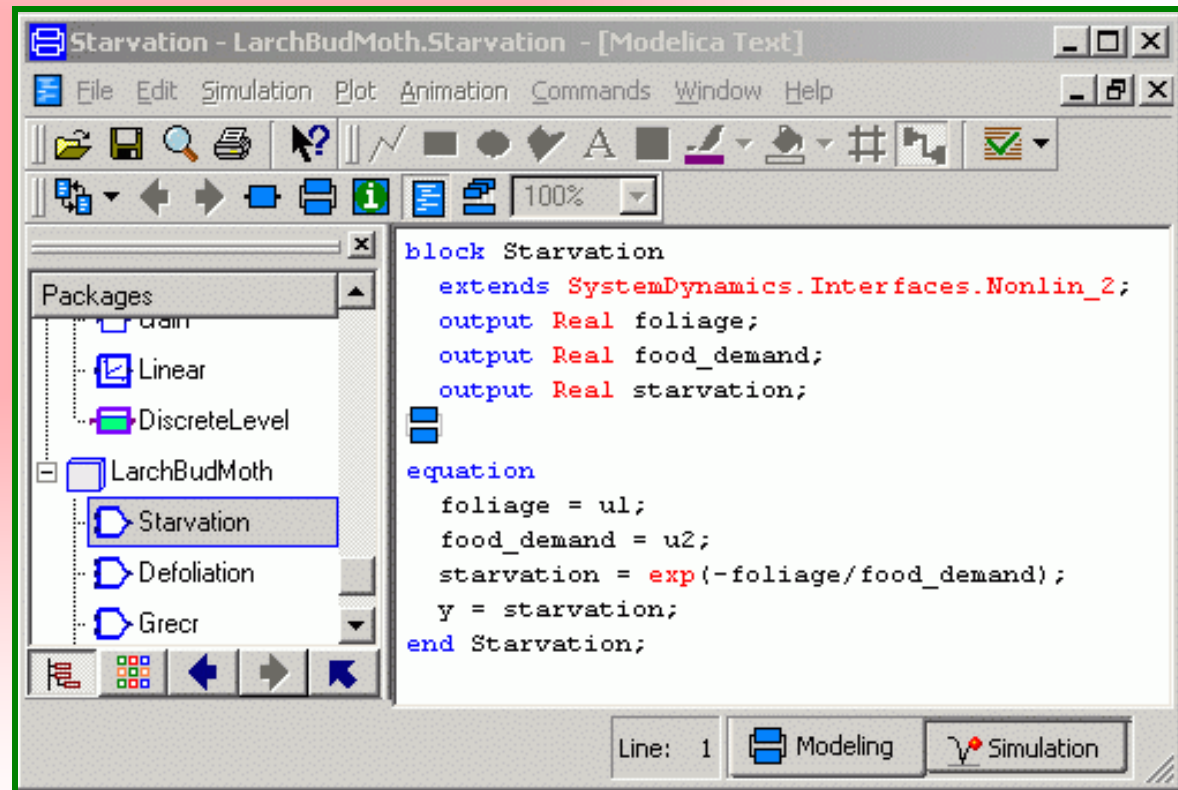 Starvation - LarchBudMoth.Starvation - [Modelica Text]
File Edit Simulation Plot Animation Commands Window Help
100%
Packages
Gain
Linear
DiscreteLevel
LarchBudMoth
Starvation
Defoliation
Grecr
block Starvation
extends SystemDynamics.Interfaces.Nonlin_2;
output Real foliage;
output Real food_demand;
output Real starvation;
equation
foliage = u1;
food_demand = u2;
starvation = exp(-foliage/food_demand);
y = starvation;
end Starvation;
Line: 1 Modeling Simulation